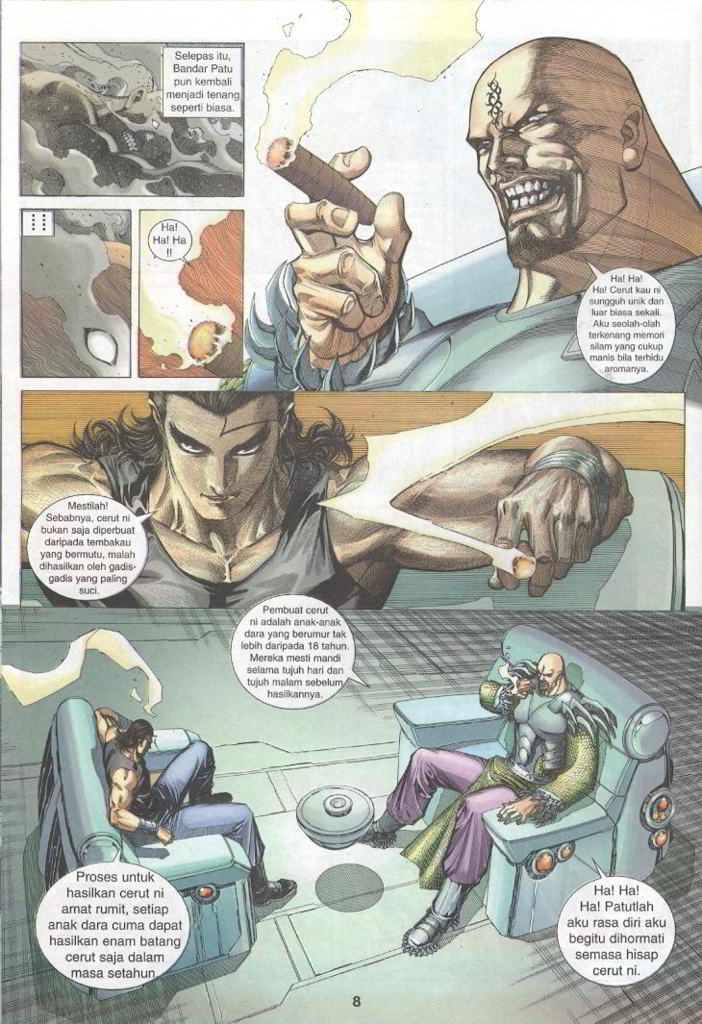 Selepas itu,
Bandar Patu
pun kembali
menjadi tenang
seperti biasa.
Ha!
Ha! Ha
!!
Ha! Ha!
Ha! Cerut kau ni
sungguh unik dan
luar biasa sekali.
Aku seolah-olah
terkenang memori
silam yang cukup
manis bila terhidu
aromanya.
Mestilah!
Sebabnya, cerut ni
bukan saja diperbuat
daripada tembakau
yang bermutu, malah
dihasilkan oleh gadis-
gadis yang paling
suci.
Pembuat cerut
ni adalah anak-anak
dara yang berumur tak
lebih daripada 18 tahun.
Mereka mesti mandi
selama tujuh hari dan
tujuh malam sebelum
hasilkannya.
Proses untuk
hasilkan cerut ni
amat rumit, setiap
anak dara cuma dapat
hasilkan enam batang
cerut saja dalam
masa setahun.
Ha! Ha!
Ha! Patutlah
aku rasa diri aku
begitu dihormati
semasa hisap
cerut ni.
8